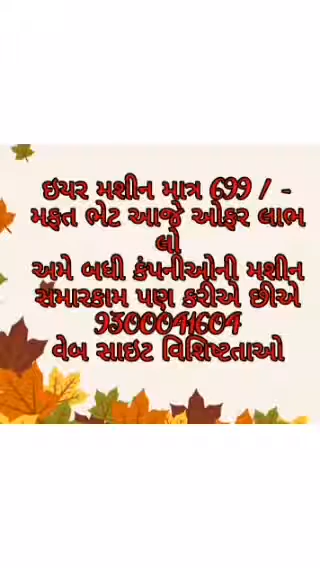 ઇયર મશીન માત્ર 699 / -
મફત ભેટ આજે ઓફર લાભ
લો
અમે બધી કંપનીઓની મશીન
સમારકામ પણ કરીએ છીએ
9300041604
વેબ સાઇટ વિશિષ્ટતાઓ